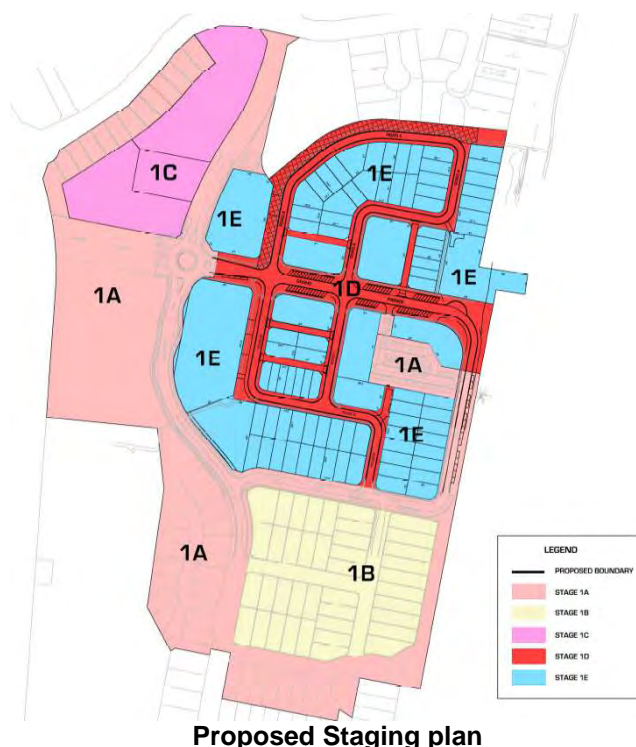 1C
1E
1E
1E
1A
1D
1A
1E
1E
1A
1B
LEGEND
PROPOSED BOUNDARY
STAGE 1A
STAGE 1B
STAGE 1C
STAGE 1D
STAGE 1E
Proposed Staging plan